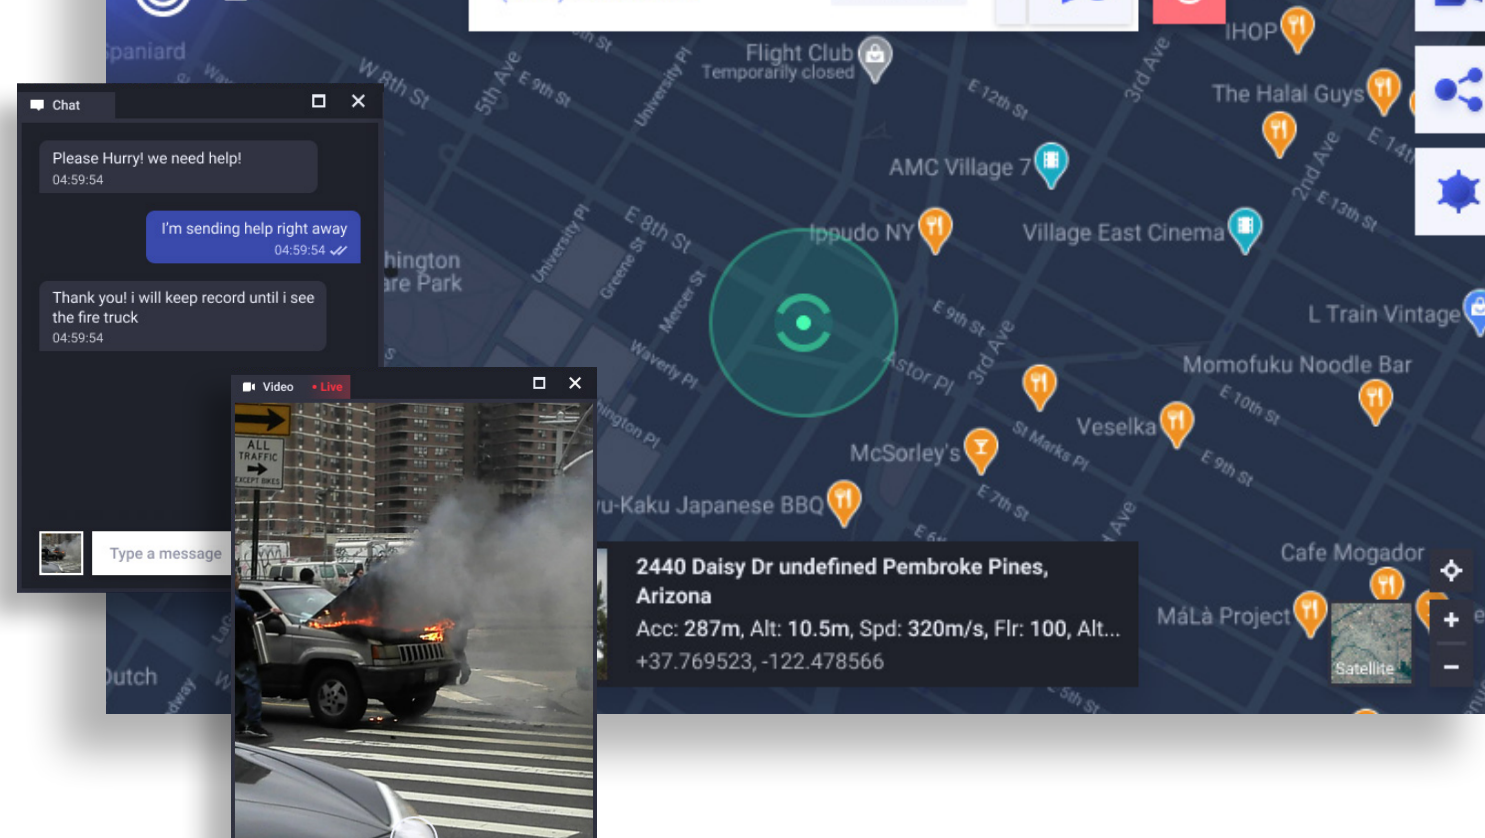 IHOP
Spaniard
W 8th St
5th Ave
E 9th St
University Pl
Flight Club
Temporarily closed
E 12th St
3rd Ave
The Halal Guys
E 14th
2nd Ave
E 13th St
Chat
Please Hurry! we need help!
04:59:54
I'm sending help right away
04:59:54
Thank you! i will keep record until i see
the fire truck
04:59:54
Type a message
AMC Village 7
Ippudo NY
Village East Cinema
University Pl
E 8th St
Greene St
Mercer St
hington
are Park
E 9th St
3rd Ave
L Train Vintage
Waverly Pl
Astor Pl
Momofuku Noodle Bar
E 10th St
hington Pl
St Marks Pl
Veselka
McSorley's
E 9th St
E 7th St
Ave
yu-Kaku Japanese BBQ
Video
• Live
ALL
TRAFFIC
EXCEPT BIKES
2440 Daisy Dr undefined Pembroke Pines,
Arizona
Acc: 287m, Alt: 10.5m, Spd: 320m/s, Flr: 100, Alt...
+37.769523, -122.478566
Cafe Mogador
MáLà Project
Satellite
Dutch
5th St